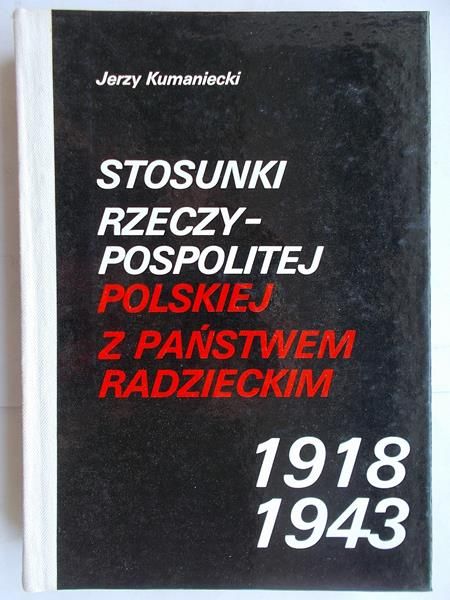 Jerzy Kumaniecki
STOSUNKI
RZECZY-
POSPOLITEJ
POLSKIEJ
Z PAŃSTWEM
RADZIECKIM
1918
1943